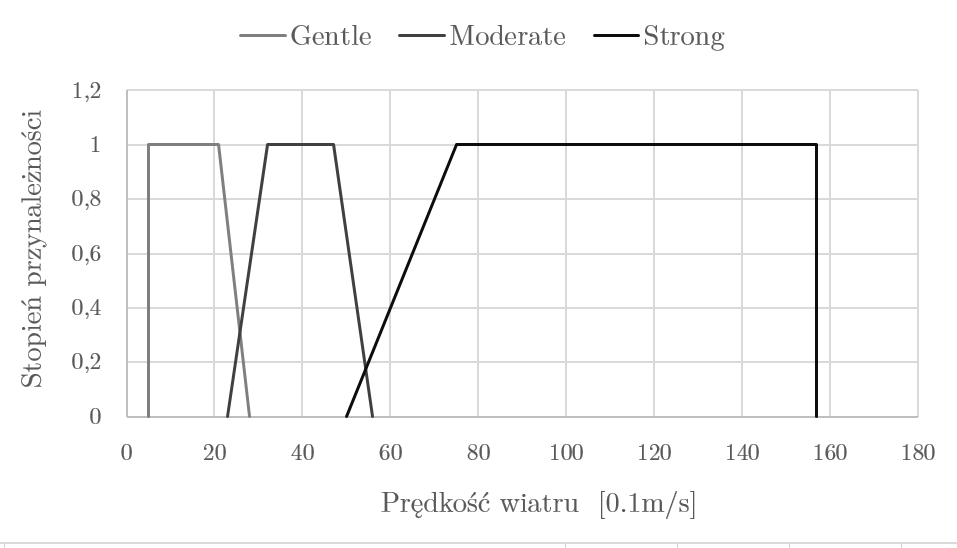 Gentle Moderate Strong
1,2
1
0,8
0,6
0,4
0,2
0
Stopień przynależności
0 20 40 60 80 100 120 140 160 180
Prędkość wiatru [0.1m/s]